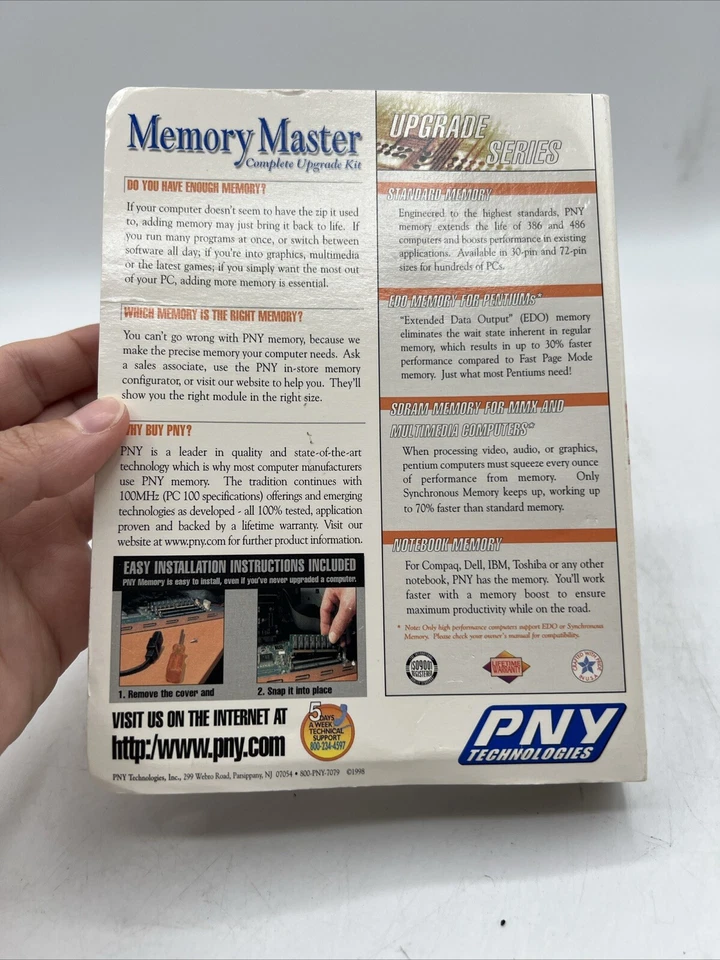 Memory Master
Complete Upgrade Kit
DO YOU HAVE ENOUGH MEMORY?
If your computer doesn't seem to have the zip it used
to, adding memory may just bring it back to life. If
you run many programs at once, or switch between
software all day; if you're into graphics, multimedia
or the latest games; if you simply want the most out
of your PC, adding more memory is essential.
WHICH MEMORY IS THE RIGHT MEMORY?
You can't go wrong with PNY memory, because we
make the precise memory your computer needs. Ask
a sales associate, use the PNY in-store memory
configurator, or visit our website to help you. They'll
show you the right module in the right size.
WHY BUY PNY?
PNY is a leader in quality and state-of-the-art
technology which is why most computer manufacturers
use PNY memory. The tradition continues with
100MHz (PC 100 specifications) offerings and emerging
technologies as developed - all 100% tested, application
proven and backed by a lifetime warranty. Visit our
website at www.pny.com for further product information.
EASY INSTALLATION INSTRUCTIONS INCLUDED
PNY Memory is easy to install, even if you've never upgraded a computer.
1. Remove the cover and
2. Snap it into place
VISIT US ON THE INTERNET AT
http:/www.pny.com
5 DAYS
A WEEK
TECHNICAL
SUPPORT
800-234-4597
PNY Technologies, Inc., 299 Webro Road, Parsippany, NJ 07054 • 800-PNY-7079 ©1998
UPGRADE
SERIES
STANDARD MEMORY
Engineered to the highest standards, PNY
memory extends the life of 386 and 486
computers and boosts performance in existing
applications. Available in 30-pin and 72-pin
sizes for hundreds of PCs.
EDO MEMORY FOR PENTIUMS*
"Extended Data Output" (EDO) memory
eliminates the wait state inherent in regular
memory, which results in up to 30% faster
performance compared to Fast Page Mode
memory. Just what most Pentiums need!
SDRAM MEMORY FOR MMX AND
MULTIMEDIA COMPUTERS*
When processing video, audio, or graphics,
pentium computers must squeeze every ounce
of performance from memory. Only
Synchronous Memory keeps up, working up
to 70% faster than standard memory.
NOTEBOOK MEMORY
For Compaq, Dell, IBM, Toshiba or any other
notebook, PNY has the memory. You'll work
faster with a memory boost to ensure
maximum productivity while on the road.
* Note: Only high performance computers support EDO or Synchronous
Memory. Please check your owner's manual for compatibility.
ISO9001
REGISTERED
LIFETIME
WARRANTY
CRAFTED WITH PRIDE
IN U.S.A.
PNY
TECHNOLOGIES